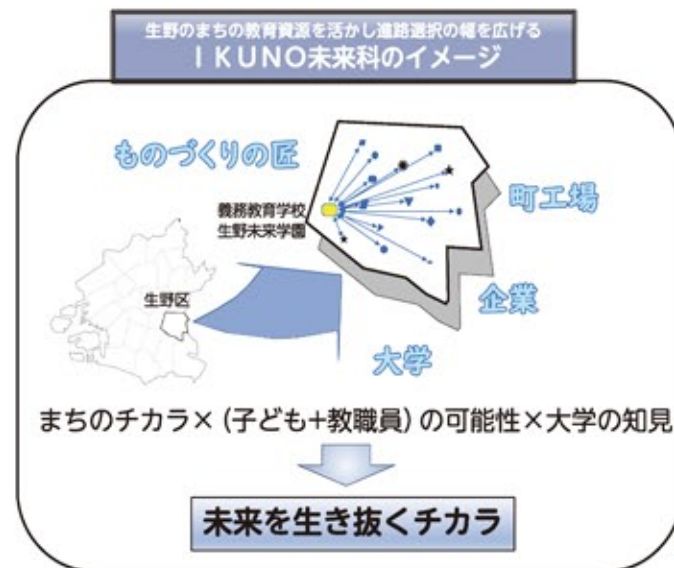 生野のまちの教育資源を活かし進路選択の幅を広げる
IKUNO未来科のイメージ
ものづくりの匠
義務教育学校
生野未来学園
町工場
生野区
企業
大学
まちのチカラ×(子ども+教職員)の可能性×大学の知見
未来を生き抜くチカラ